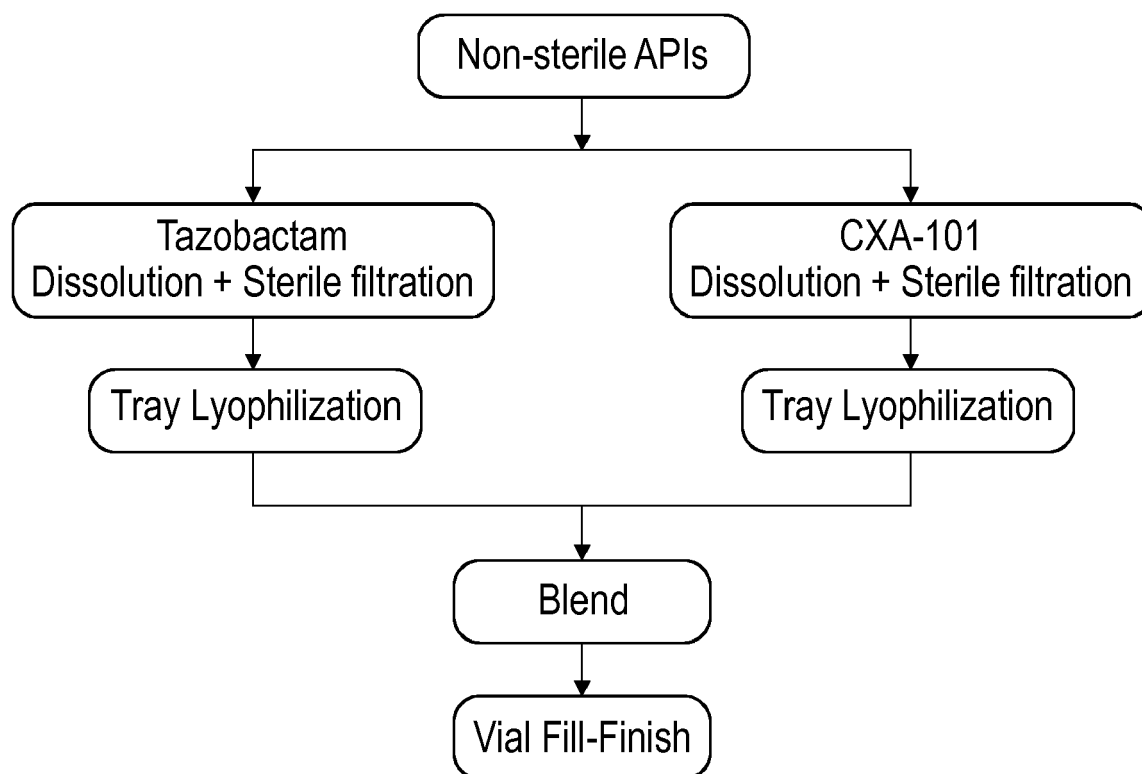 Non-sterile APIs
Tazobactam
Dissolution + Sterile filtration
CXA-101
Dissolution + Sterile filtration
Tray Lyophilization
Tray Lyophilization
Blend
Vial Fill-Finish